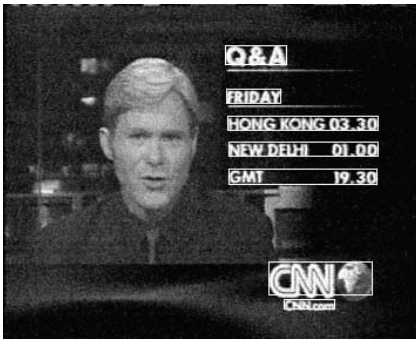 Q&A
FRIDAY
HONG KONG 03.30
NEW DELHI 01.00
GMT 19.30
CNN
CNN.com